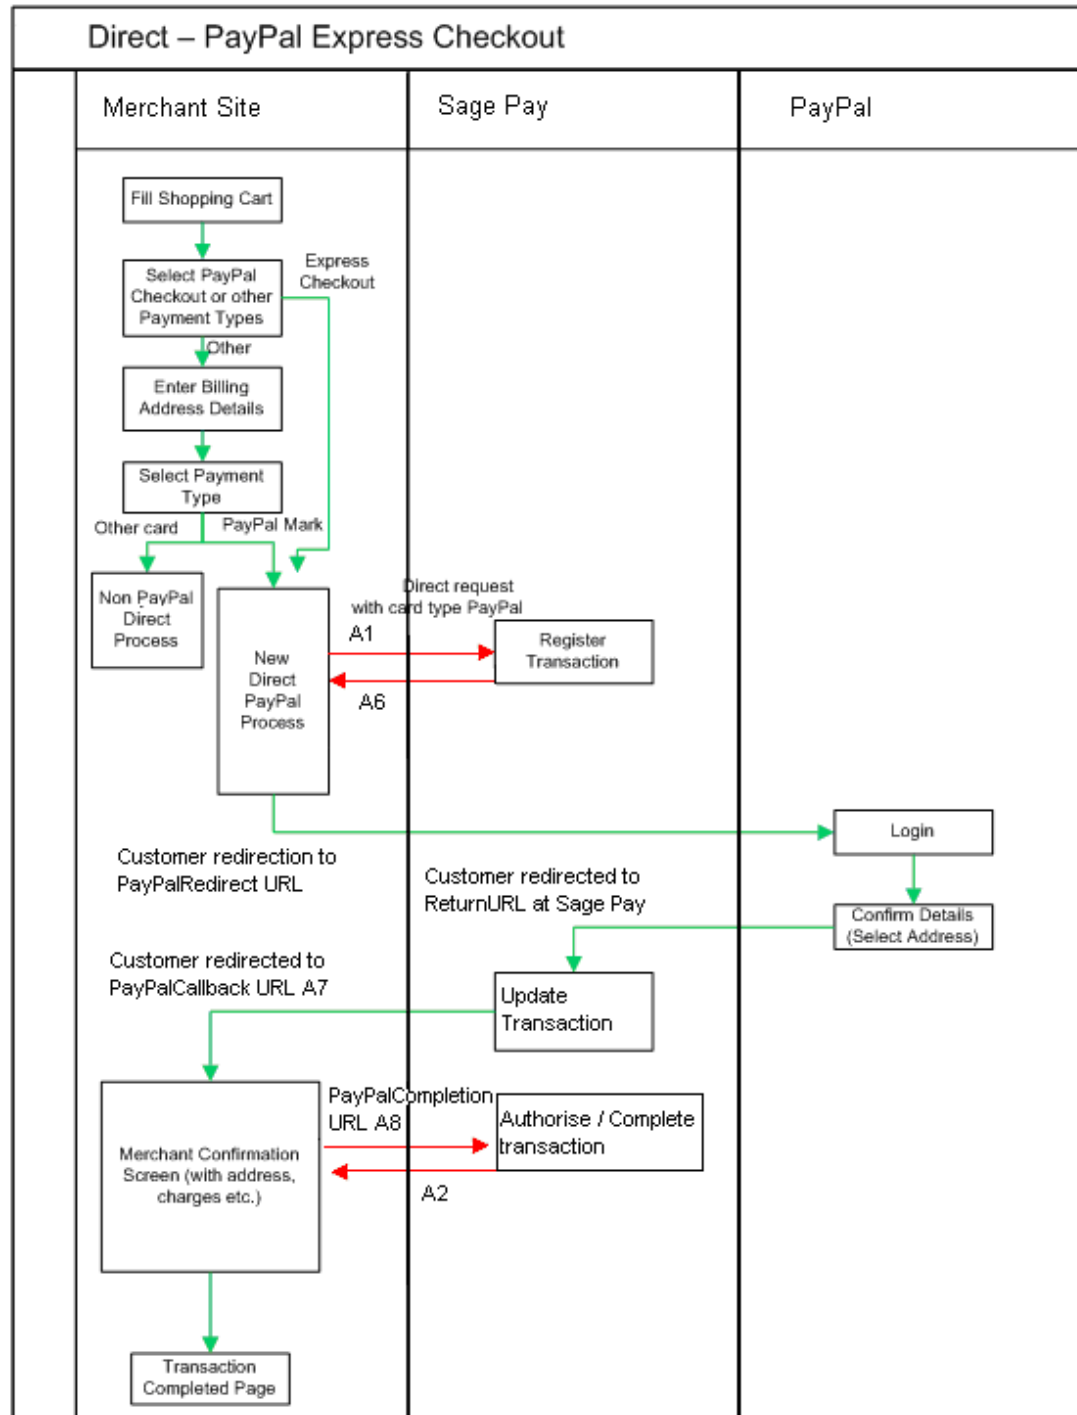 Direct – PayPal Express Checkout
Merchant Site
Sage Pay
PayPal
Fill Shopping Cart
Select PayPal
Checkout or other
Payment Types
Express
Checkout
Other
Enter Billing
Address Details
Select Payment
Type
Other card
PayPal Mark
Non PayPal
Direct
Process
New
Direct
PayPal
Process
Direct request
with card type PayPal
A1
Register
Transaction
A6
Login
Customer redirection to
PayPalRedirect URL
Customer redirected to
ReturnURL at Sage Pay
Confirm Details
(Select Address)
Customer redirected to
PayPalCallback URL A7
Update
Transaction
PayPalCompletion
URL A8
Authorise / Complete
transaction
Merchant Confirmation
Screen (with address,
charges etc.)
A2
Transaction
Completed Page